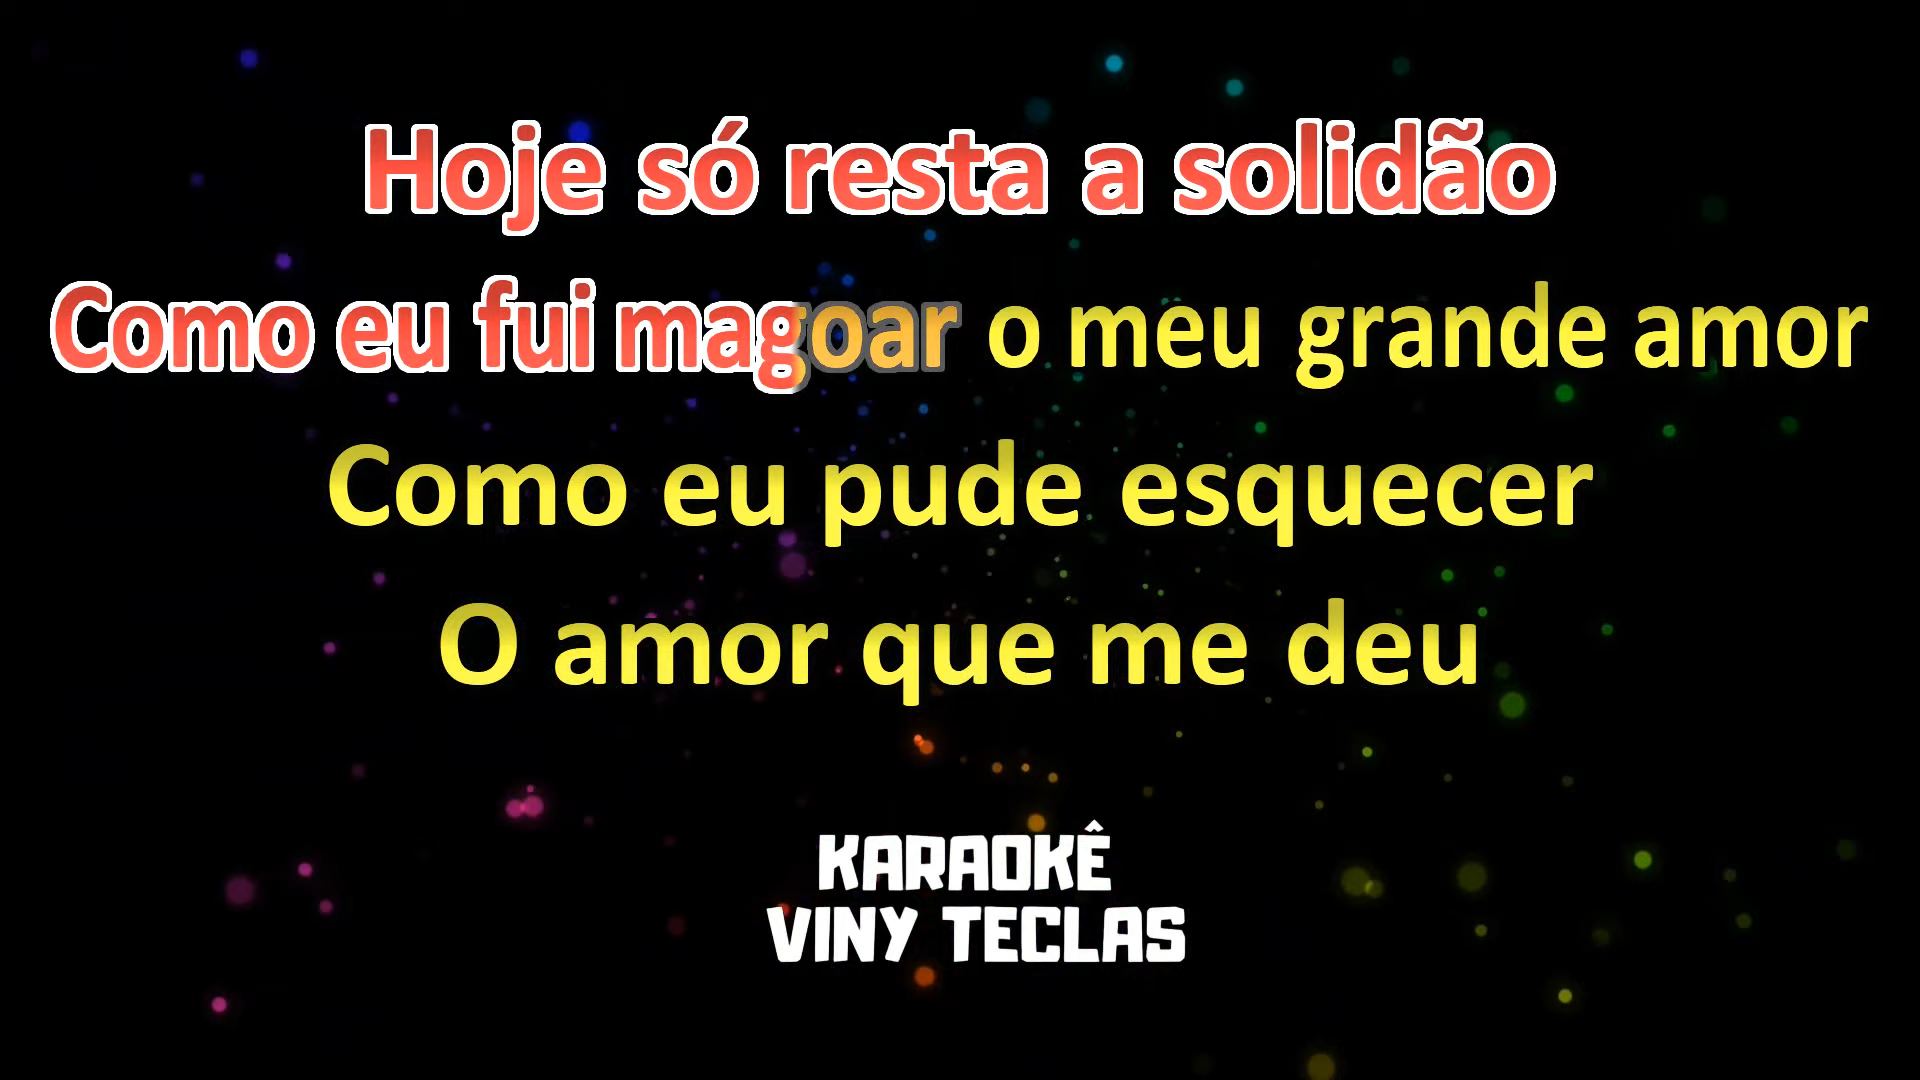 Hoje só resta a solidão
Como eu fui magoar o meu grande amor
Como eu pude esquecer
O amor que me deu
KARAOKÊ
VINY TECLAS